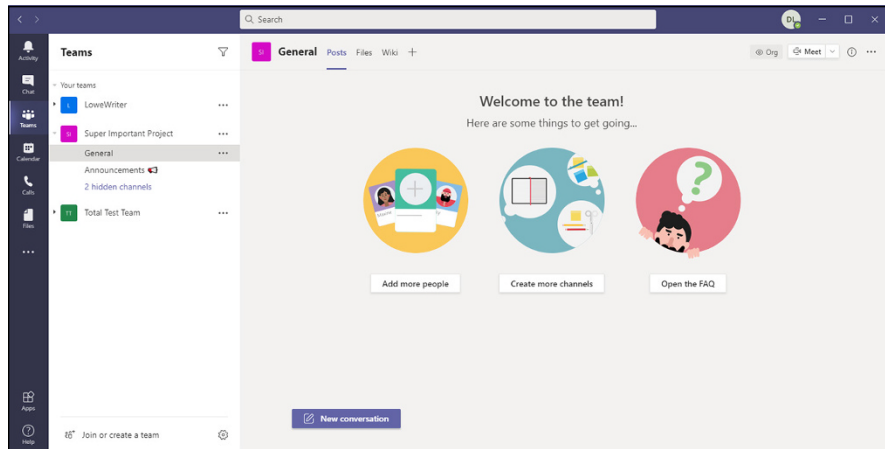 Search
DL
Activity
Chat
Teams
Calendar
Calls
Files
Apps
Help
Teams
Your teams
L LoweWriter
SI Super Important Project
General
Announcements
2 hidden channels
TT Total Test Team
Join or create a team
SI General Posts Files Wiki
Org Meet
Welcome to the team!
Here are some things to get going...
Add more people
Create more channels
Open the FAQ
New conversation